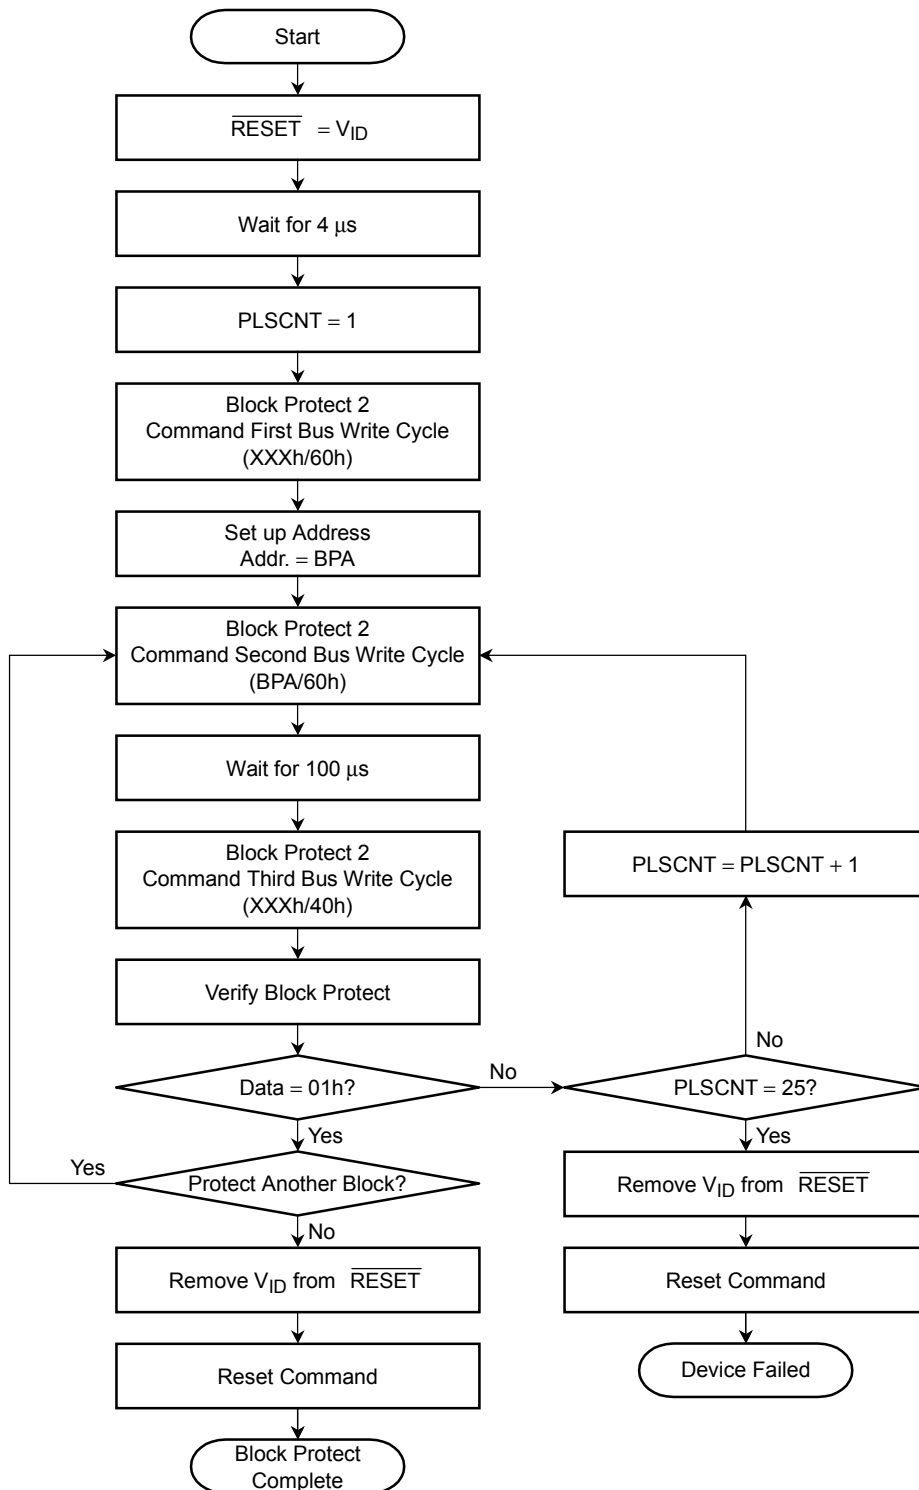 Start
RESET = VID
Wait for 4 μs
PLSCNT = 1
Block Protect 2
Command First Bus Write Cycle
(XXXh/60h)
Set up Address
Addr. = BPA
Block Protect 2
Command Second Bus Write Cycle
(BPA/60h)
Wait for 100 μs
Block Protect 2
Command Third Bus Write Cycle
(XXXh/40h)
PLSCNT = PLSCNT + 1
Verify Block Protect
No
Data = 01h?
No
PLSCNT = 25?
Yes
Yes
Yes
Protect Another Block?
Remove VID from RESET
No
Remove VID from RESET
Reset Command
Reset Command
Device Failed
Block Protect
Complete